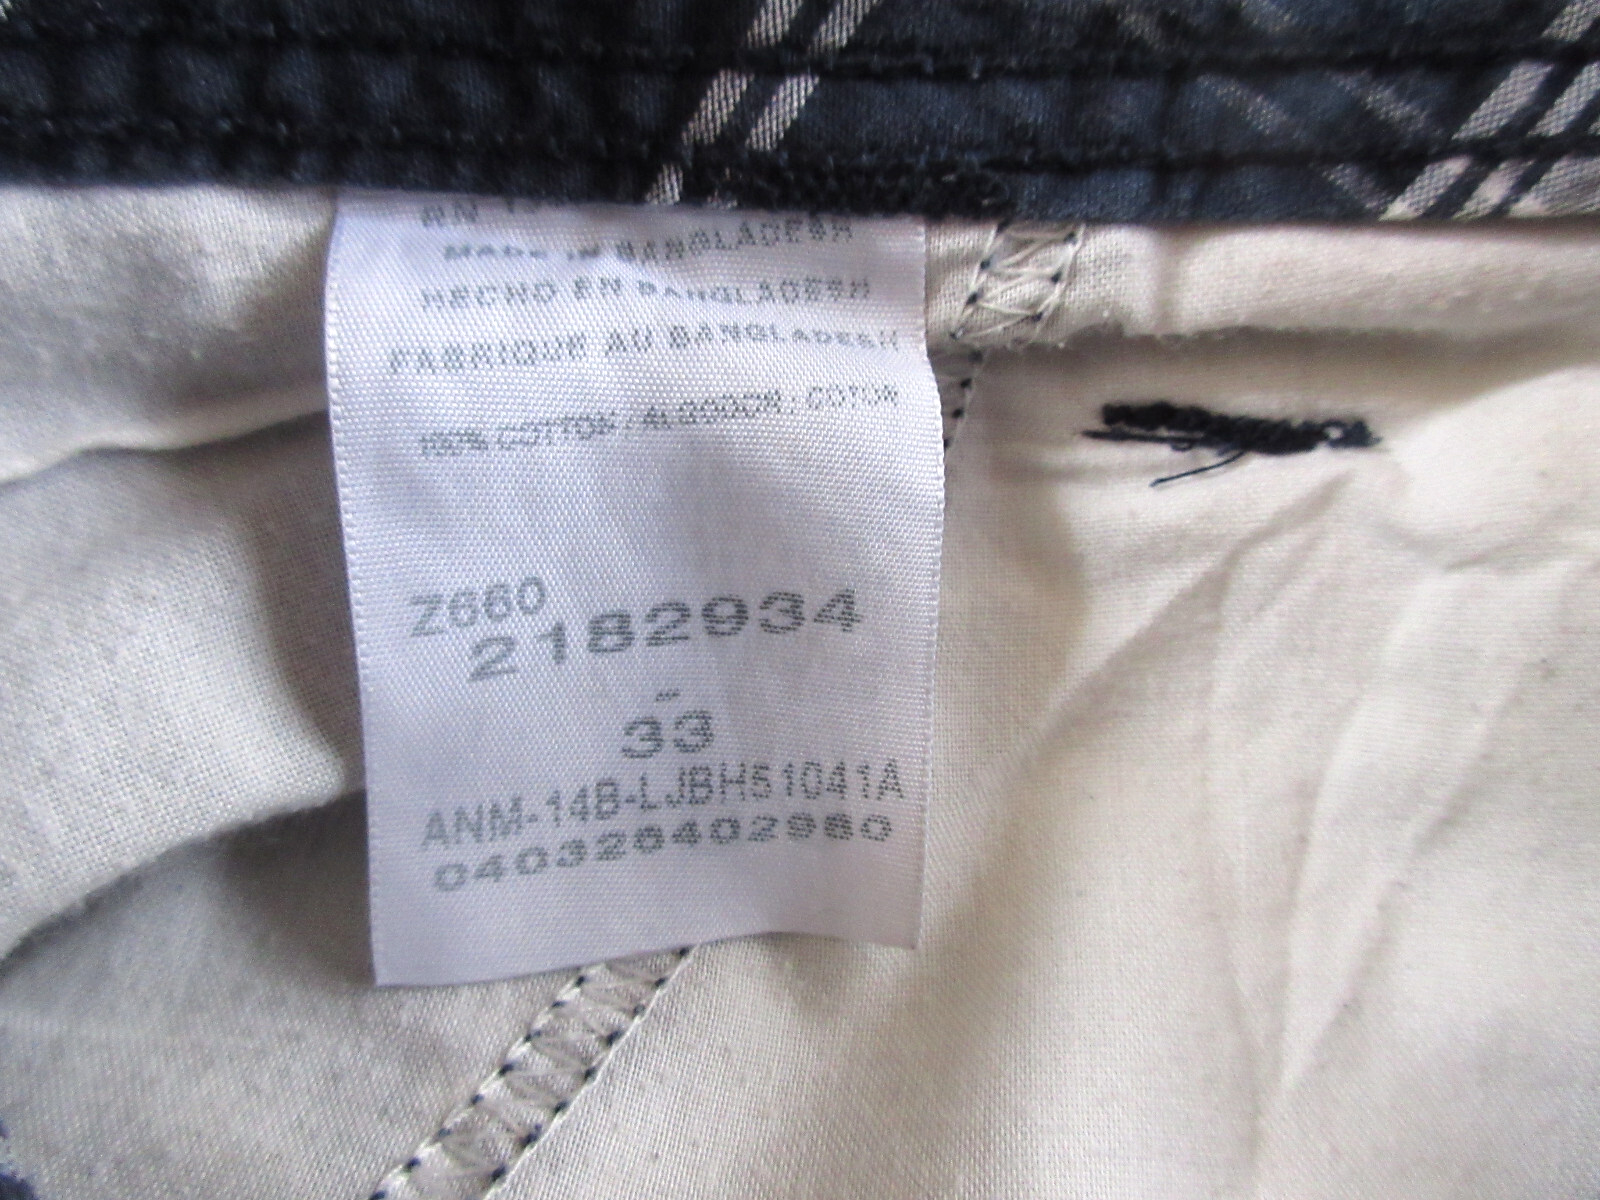 MADE IN BANGLADESH
HECHO EN BANGLADESH
FABRIQUE AU BANGLADESH
100% COTTON/ALGODON.COTON
Z660
2182934
-
33
ANM-14B-LJBH51041A
040326402980